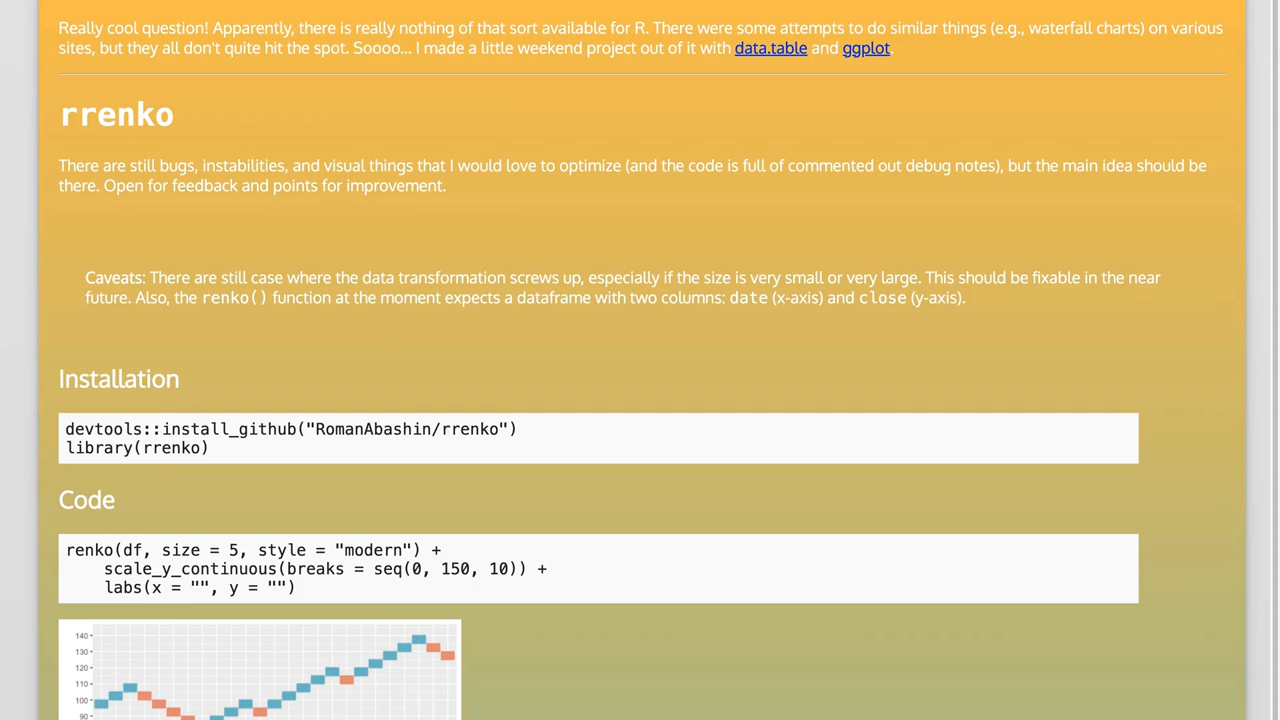 Really cool question! Apparently, there is really nothing of that sort available for R. There were some attempts to do similar things (e.g., waterfall charts) on various
sites, but they all don't quite hit the spot. Soooo... I made a little weekend project out of it with data.table and ggplot.
rrenko
There are still bugs, instabilities, and visual things that I would love to optimize (and the code is full of commented out debug notes), but the main idea should be
there. Open for feedback and points for improvement.
Caveats: There are still case where the data transformation screws up, especially if the size is very small or very large. This should be fixable in the near
future. Also, the renko() function at the moment expects a dataframe with two columns: date (x-axis) and close (y-axis).
Installation
devtools::install_github("RomanAbashin/rrenko")
library(rrenko)
Code
renko(df, size = 5, style = "modern") +
scale_y_continuous(breaks = seq(0, 150, 10)) +
labs(x = "", y = "")
140
130
120
110
100
90